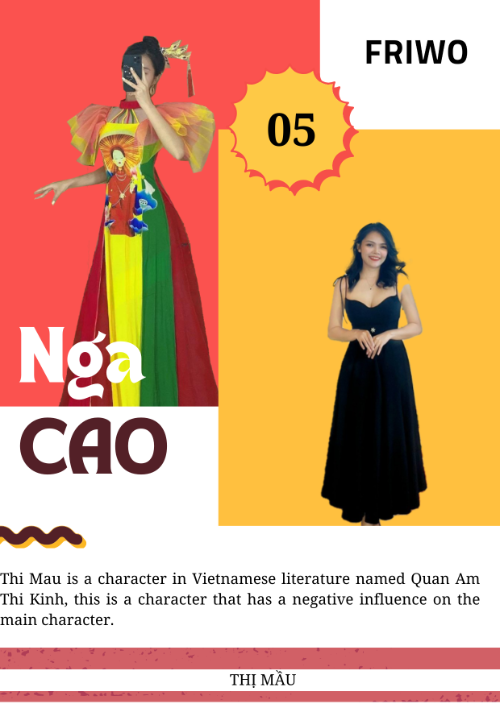 FRIWO
05
Nga
CAO
Thi Mau is a character in Vietnamese literature named Quan Am
Thi Kinh, this is a character that has a negative influence on the
main character.
THỊ MẦU